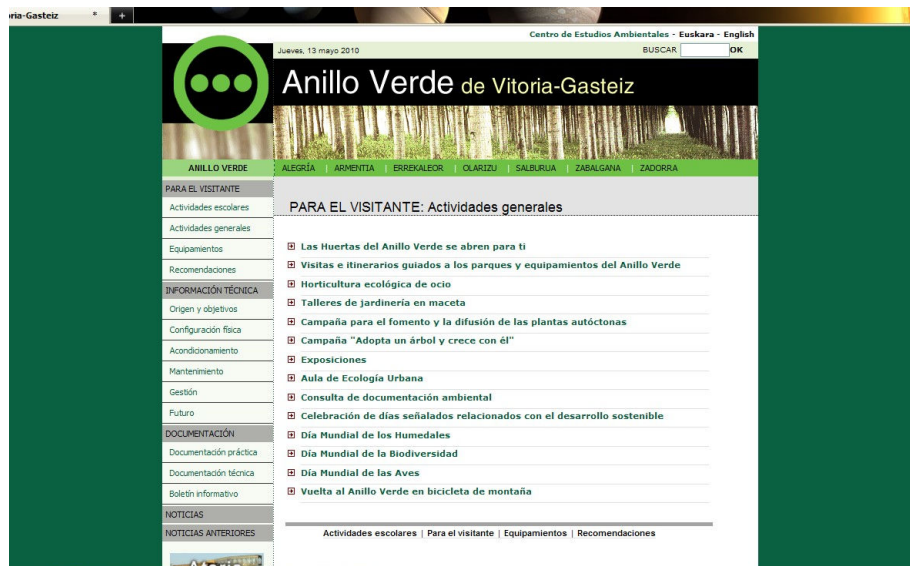 ria-Gasteiz
Centro de Estudios Ambientales - Euskara - English
Jueves, 13 mayo 2010
BUSCAR OK
Anillo Verde de Vitoria-Gasteiz
ANILLO VERDE
ALEGRÍA | ARMENTIA | ERREKALEOR | OLARIZU | SALBURUA | ZABALGANA | ZADORRA
PARA EL VISITANTE
Actividades escolares
Actividades generales
Equipamientos
Recomendaciones
INFORMACIÓN TÉCNICA
Origen y objetivos
Configuración física
Acondicionamiento
Mantenimiento
Gestión
Futuro
DOCUMENTACIÓN
Documentación práctica
Documentación técnica
Boletín informativo
NOTICIAS
NOTICIAS ANTERIORES
PARA EL VISITANTE: Actividades generales
Las Huertas del Anillo Verde se abren para ti
Visitas e itinerarios guiados a los parques y equipamientos del Anillo Verde
Horticultura ecológica de ocio
Talleres de jardinería en maceta
Campaña para el fomento y la difusión de las plantas autóctonas
Campaña "Adopta un árbol y crece con él"
Exposiciones
Aula de Ecología Urbana
Consulta de documentación ambiental
Celebración de días señalados relacionados con el desarrollo sostenible
Día Mundial de los Humedales
Día Mundial de la Biodiversidad
Día Mundial de las Aves
Vuelta al Anillo Verde en bicicleta de montaña
Actividades escolares | Para el visitante | Equipamientos | Recomendaciones